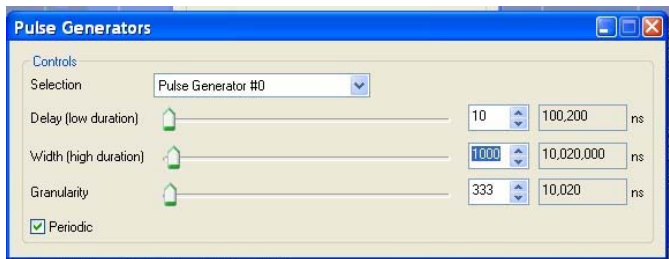 Pulse Generators
Controls
Selection Pulse Generator #0
Delay (low duration) 10 100,200 ns
Width (high duration) 1000 10,020,000 ns
Granularity 333 10,020 ns
Periodic